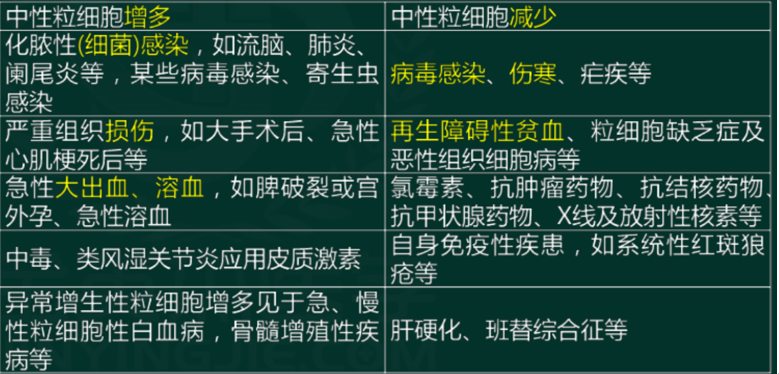 中性粒细胞增多
中性粒细胞减少
化脓性(细菌)感染，如流脑、肺炎、
阑尾炎等，某些病毒感染、寄生虫
感染
病毒感染、伤寒、疟疾等
严重组织损伤，如大手术后、急性
心肌梗死后等
再生障碍性贫血、粒细胞缺乏症及
恶性组织细胞病等
急性大出血、溶血，如脾破裂或宫
外孕、急性溶血
氯霉素、抗肿瘤药物、抗结核药物、
抗甲状腺药物、X线及放射性核素等
中毒、类风湿关节炎应用皮质激素
自身免疫性疾患，如系统性红斑狼
疮等
异常增生性粒细胞增多见于急、慢
性粒细胞性白血病，骨髓增殖性疾
病等
肝硬化、班替综合征等